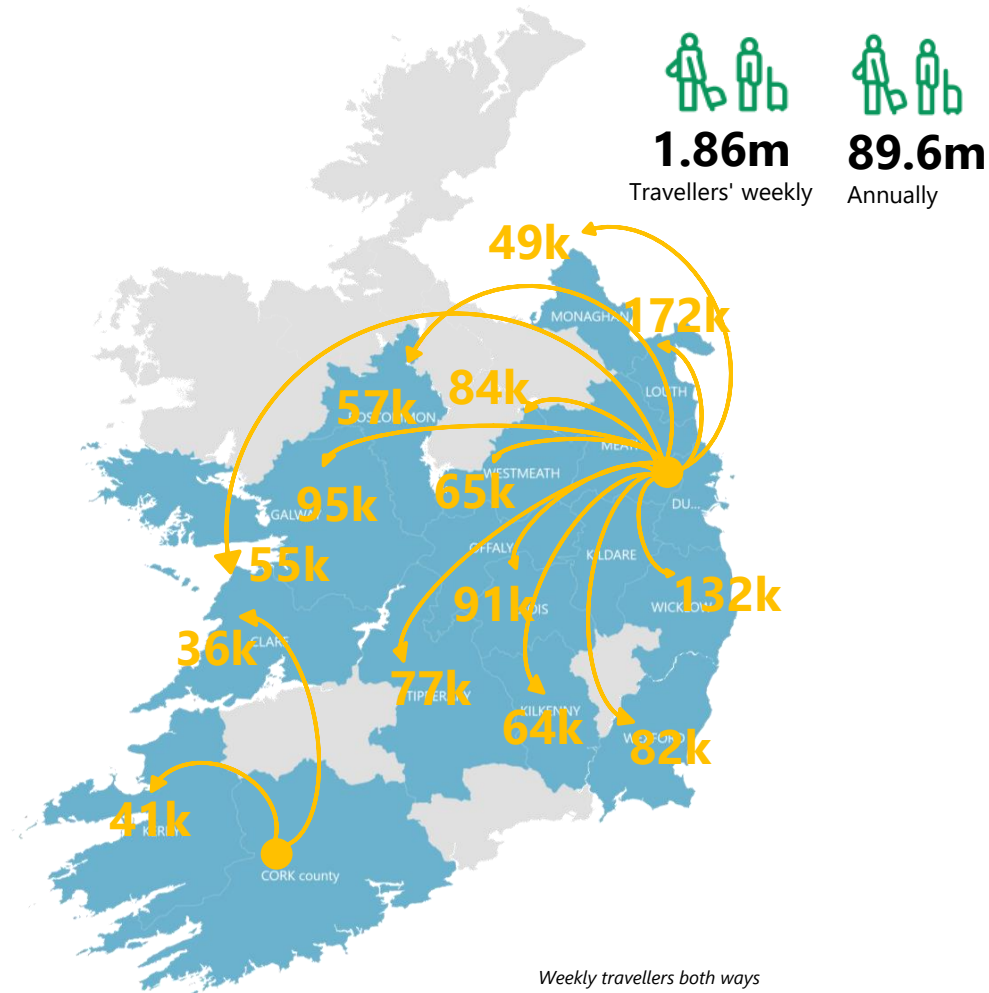 1.86m
Travellers' weekly
89.6m
Annually
49k
172k
MONAGHAN
84k
57k
ROSCOMMON
LOUTH
MEATH
65k
WESTMEATH
95k
GALWAY
DU...
55k
OFFALY
KILDARE
91k
132k
WICKLOW
36k
CLARE
77k
TIPPERARY
KILKENNY
64k
WEXFORD
82k
41k
KERRY
CORK county
Weekly travellers both ways